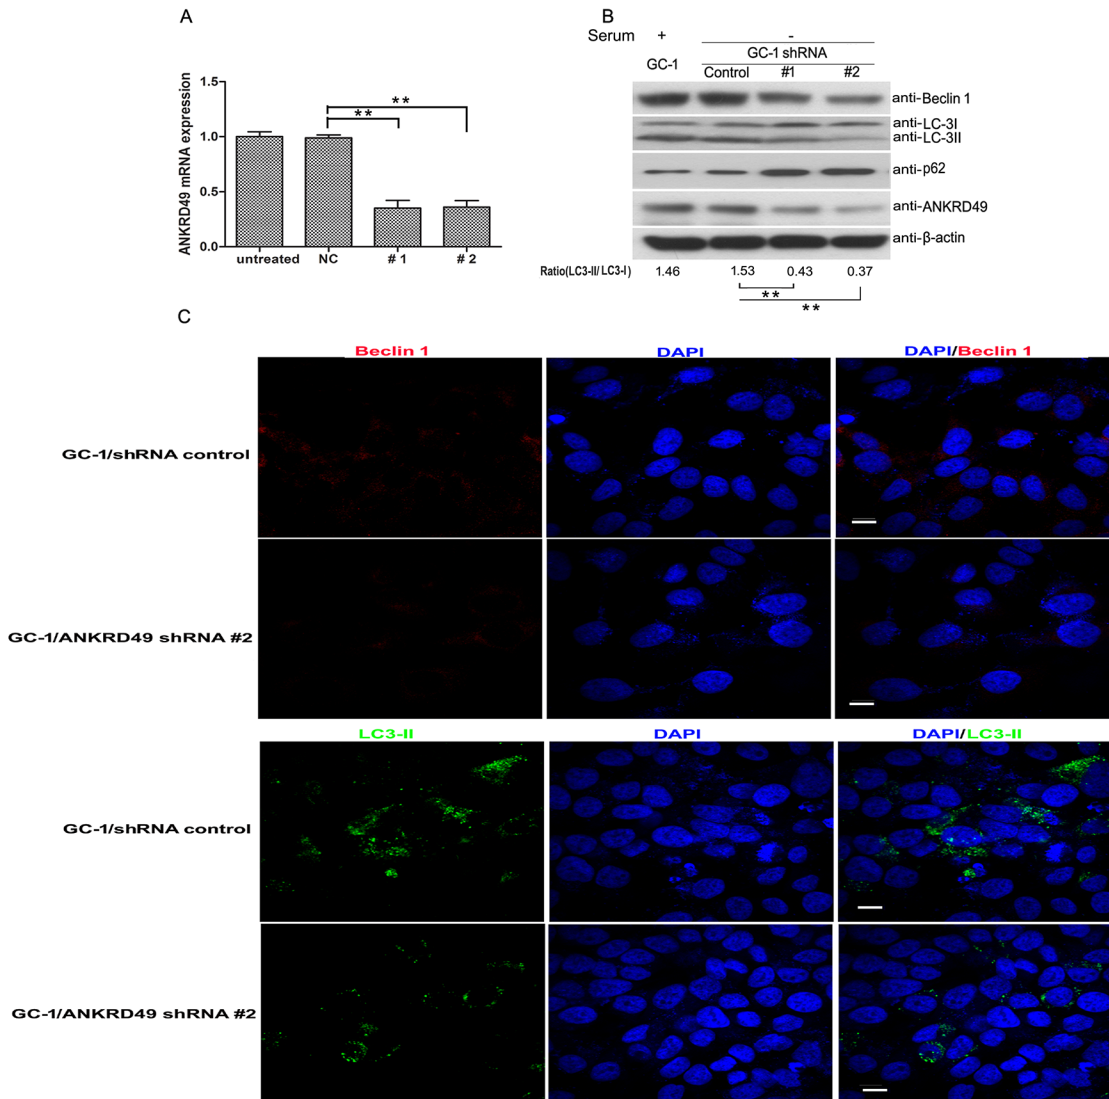 A
ANKRD49 mRNA expression
1.5
1.0
0.5
0.0
**
**
untreated NC # 1 # 2
B
Serum + -
GC-1 GC-1 shRNA
Control #1 #2
anti-Beclin 1
anti-LC-3I
anti-LC-3II
anti-p62
anti-ANKRD49
anti-β-actin
Ratio(LC3-II/ LC3-I) 1.46 1.53 0.43 0.37
**
**
C
Beclin 1 DAPI DAPI/Beclin 1
GC-1/shRNA control
GC-1/ANKRD49 shRNA #2
LC3-II DAPI DAPI/LC3-II
GC-1/shRNA control
GC-1/ANKRD49 shRNA #2